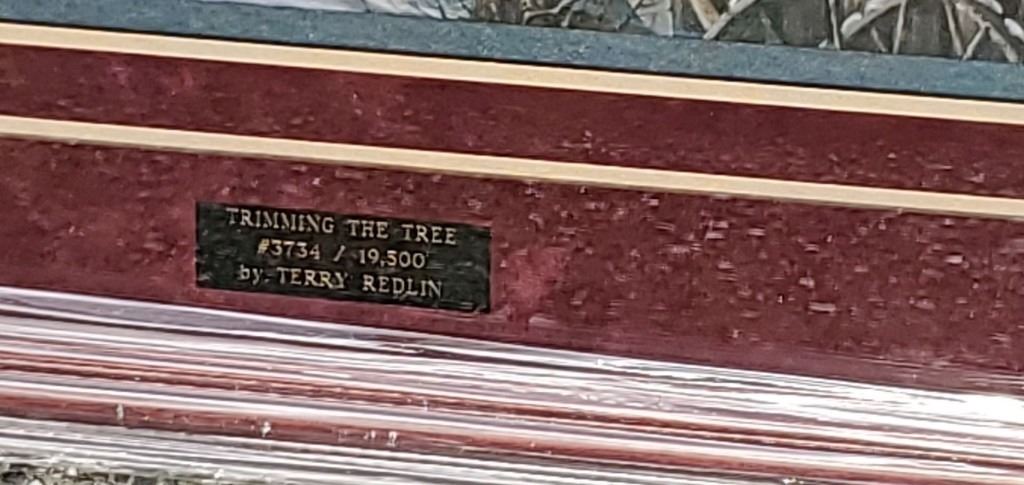 TRIMMING THE TREE
#3734 / 19,500
by TERRY REDLIN